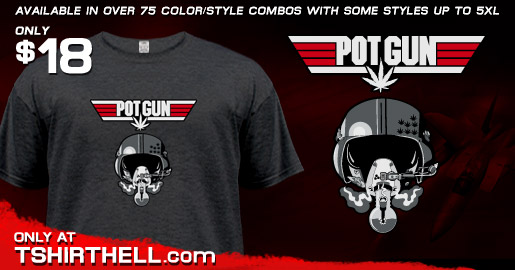 AVAILABLE IN OVER 75 COLOR/STYLE COMBOS WITH SOME STYLES UP TO 5XL
ONLY
$18
POT GUN
POT GUN
ONLY AT
TSHIRTHELL.com